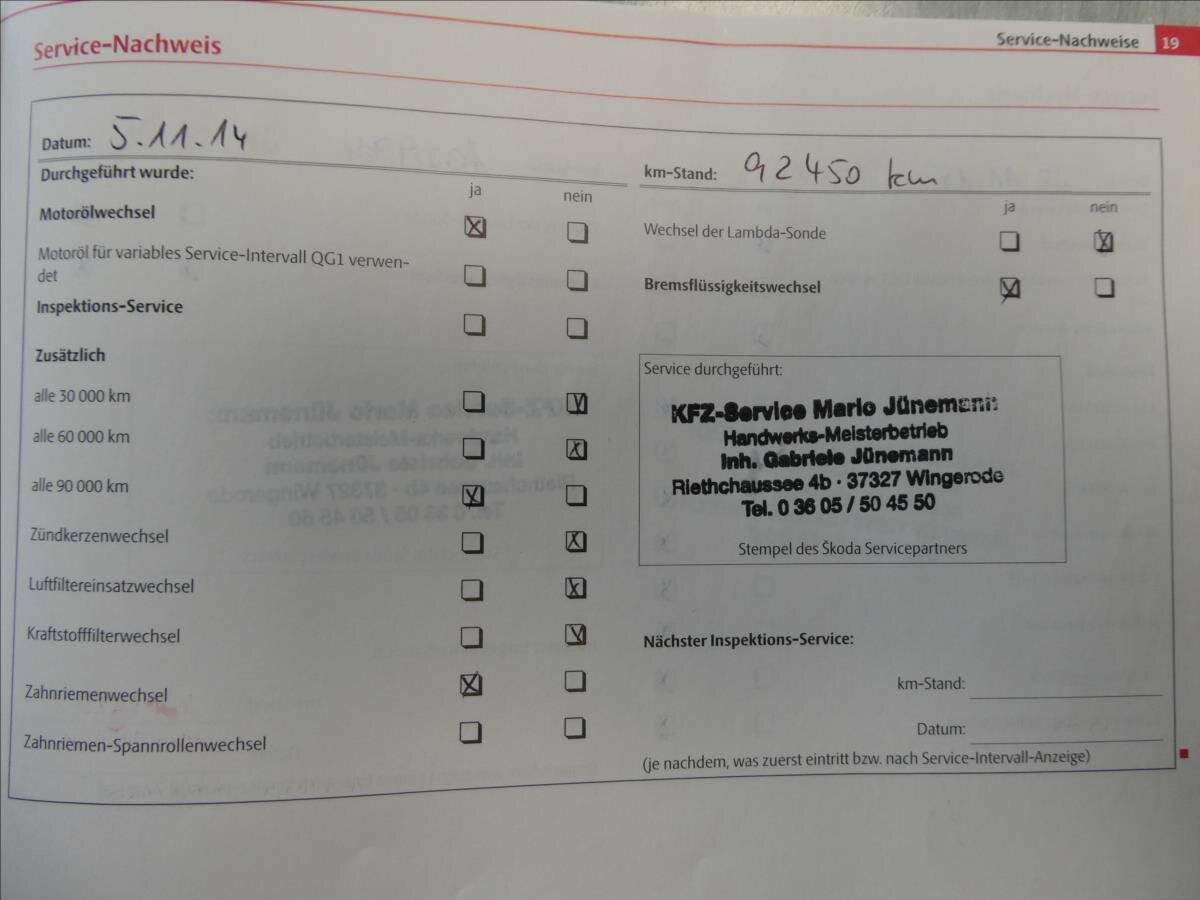 Service-Nachweis
Service-Nachweise 19
Datum: 5.11.14
Durchgeführt wurde:
ja nein
Motorölwechsel
Motoröl für variables Service-Intervall QG1 verwen-
det
Inspektions-Service
Zusätzlich
alle 30 000 km
alle 60 000 km
alle 90 000 km
Zündkerzenwechsel
Luftfiltereinsatzwechsel
Kraftstofffilterwechsel
Zahnriemenwechsel
Zahnriemen-Spannrollenwechsel
km-Stand: 92450 km
ja nein
Wechsel der Lambda-Sonde
Bremsflüssigkeitswechsel
Service durchgeführt:
KFZ-Service Mario Jünemann
Handwerks-Meisterbetrieb
Inh. Gabriele Jünemann
Riethchaussee 4b · 37327 Wingerode
Tel. 0 36 05 / 50 45 50
Stempel des Škoda Servicepartners
Nächster Inspektions-Service:
km-Stand:
Datum:
(je nachdem, was zuerst eintritt bzw. nach Service-Intervall-Anzeige)